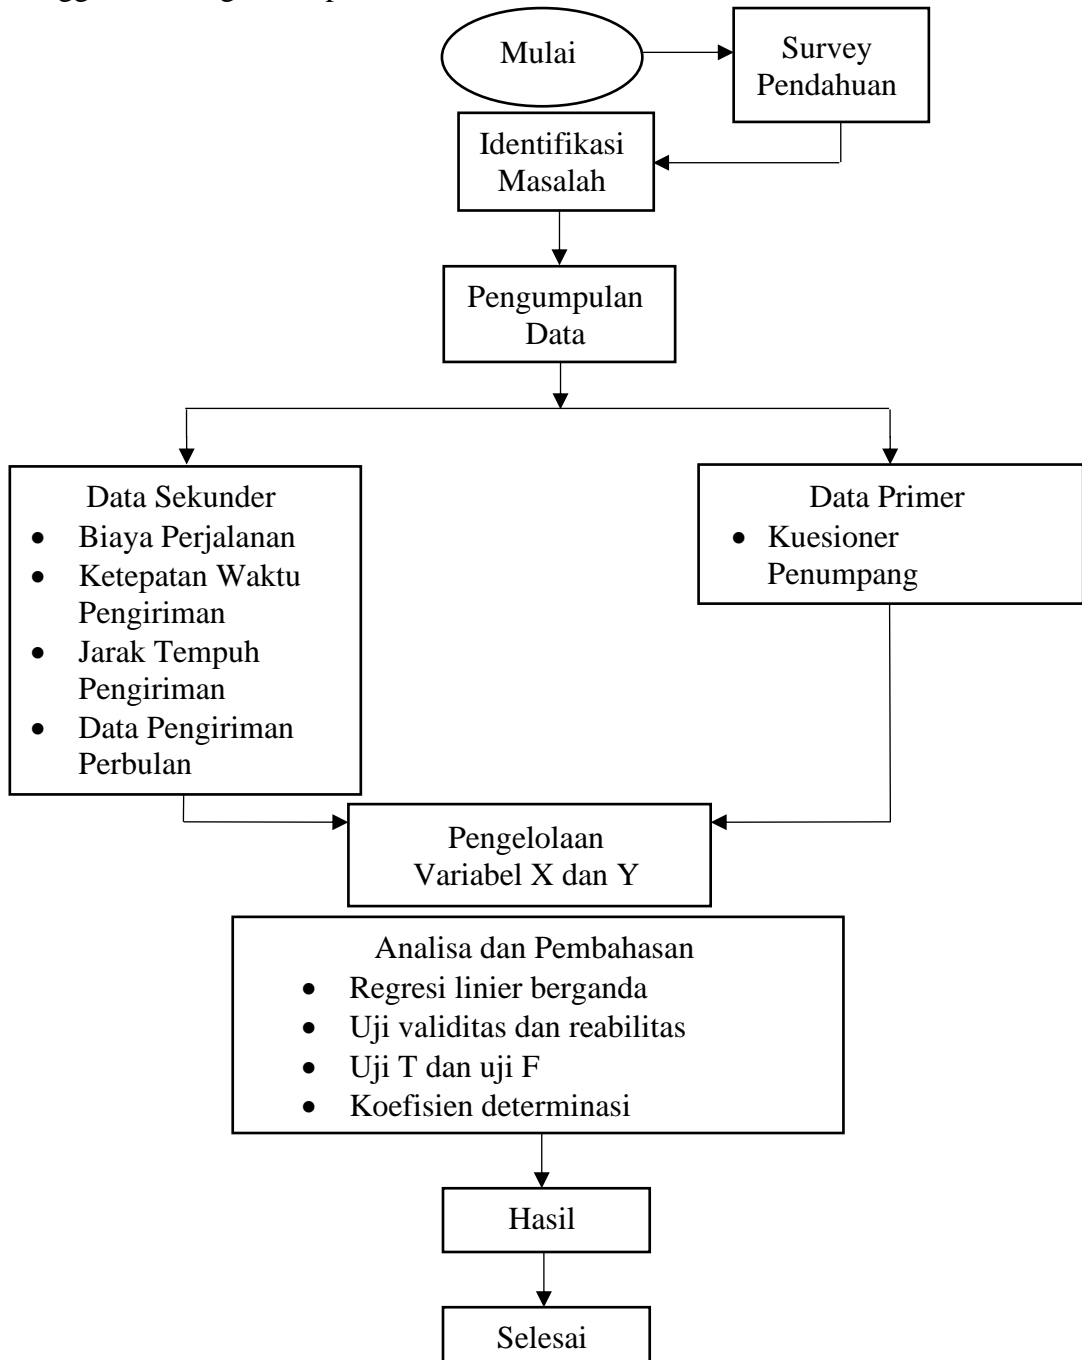 Mulai
Survey
Pendahuan
Identifikasi
Masalah
Pengumpulan
Data
Data Sekunder
• Biaya Perjalanan
• Ketepatan Waktu
Pengiriman
• Jarak Tempuh
Pengiriman
• Data Pengiriman
Perbulan
Data Primer
• Kuesioner
Penumpang
Pengelolaan
Variabel X dan Y
Analisa dan Pembahasan
• Regresi linier berganda
• Uji validitas dan reabilitas
• Uji T dan uji F
• Koefisien determinasi
Hasil
Selesai